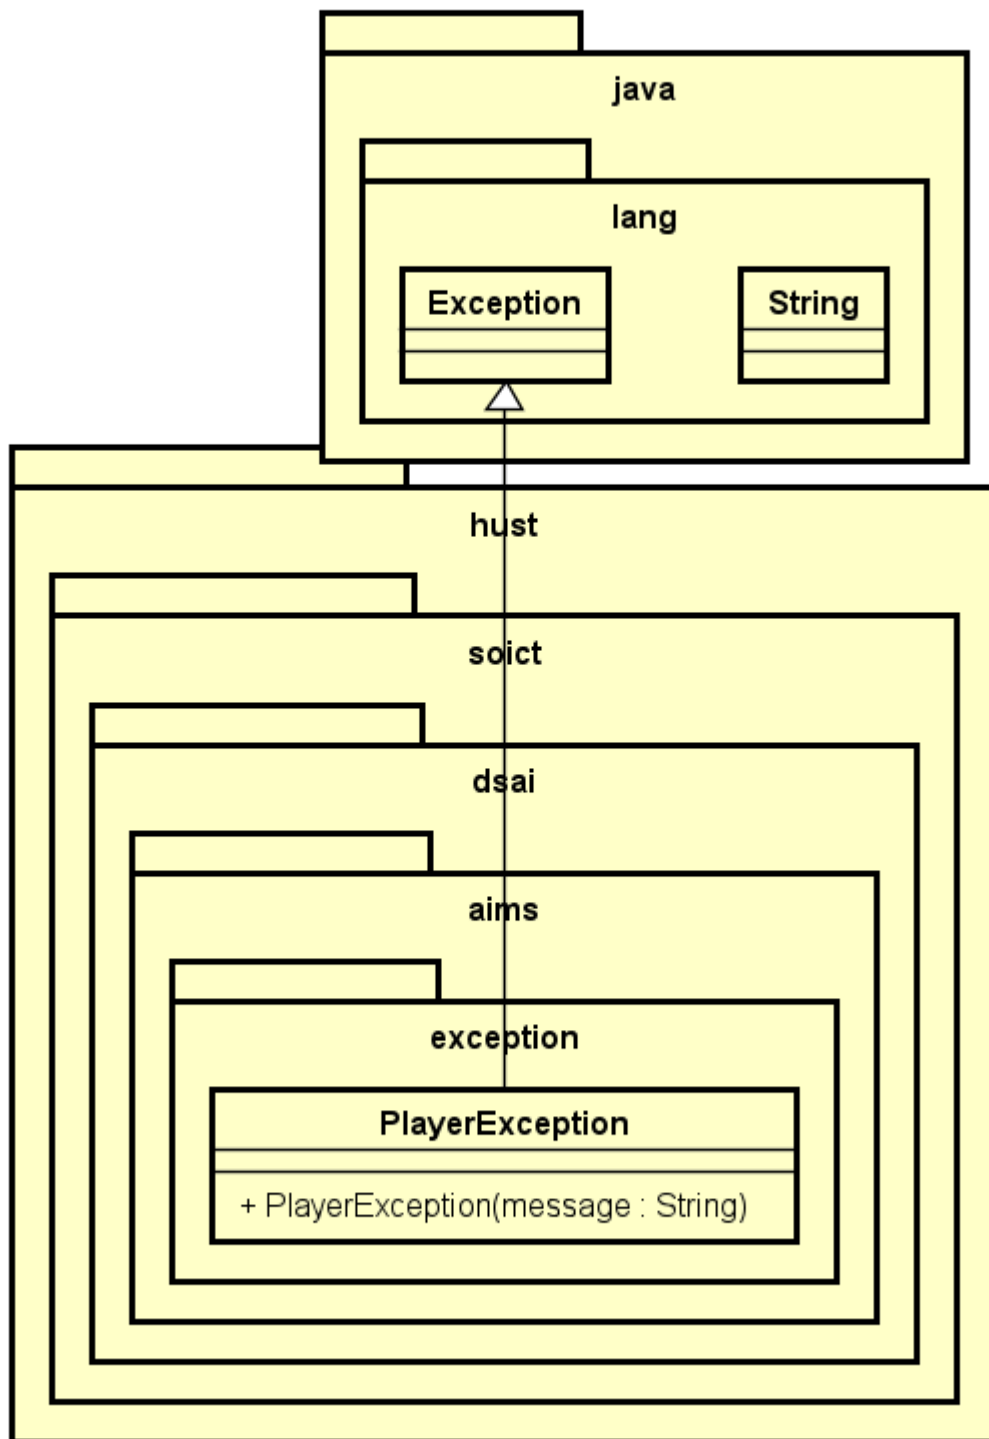 java
lang
Exception
String
hust
soict
dsai
aims
exception
PlayerException
+ PlayerException(message : String)